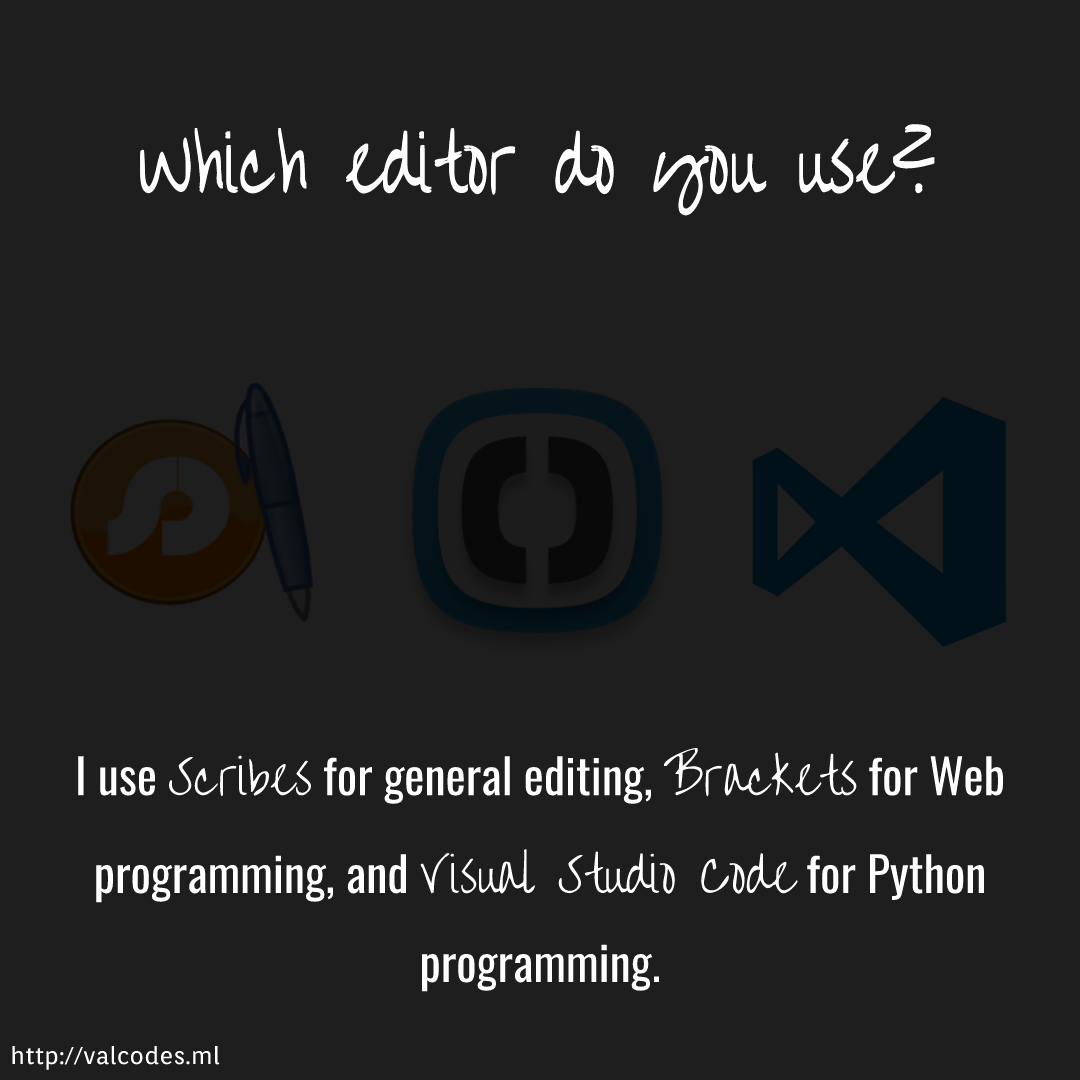 Which editor do you use?
I use Scribes for general editing, Brackets for Web
programming, and Visual Studio Code for Python
programming.
http://valcodes.ml